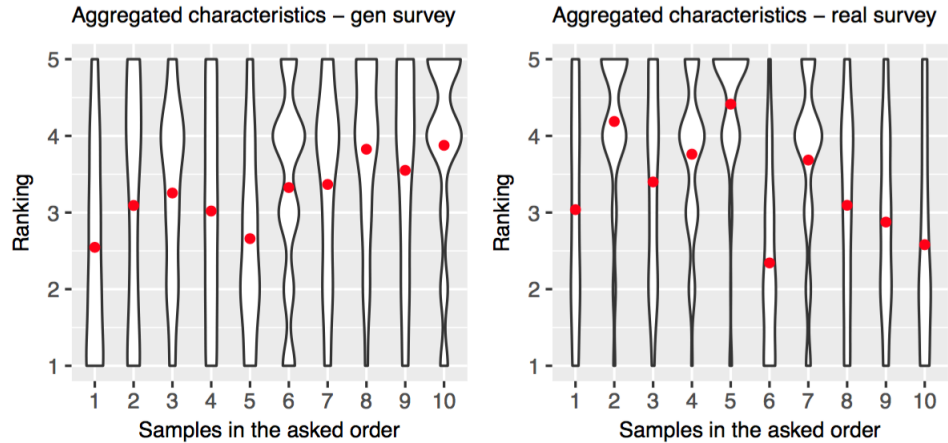 Aggregated characteristics − gen survey
5
4
3
2
1
Ranking
1 2 3 4 5 6 7 8 9 10
Samples in the asked order
Aggregated characteristics − real survey
5
4
3
2
1
Ranking
1 2 3 4 5 6 7 8 9 10
Samples in the asked order